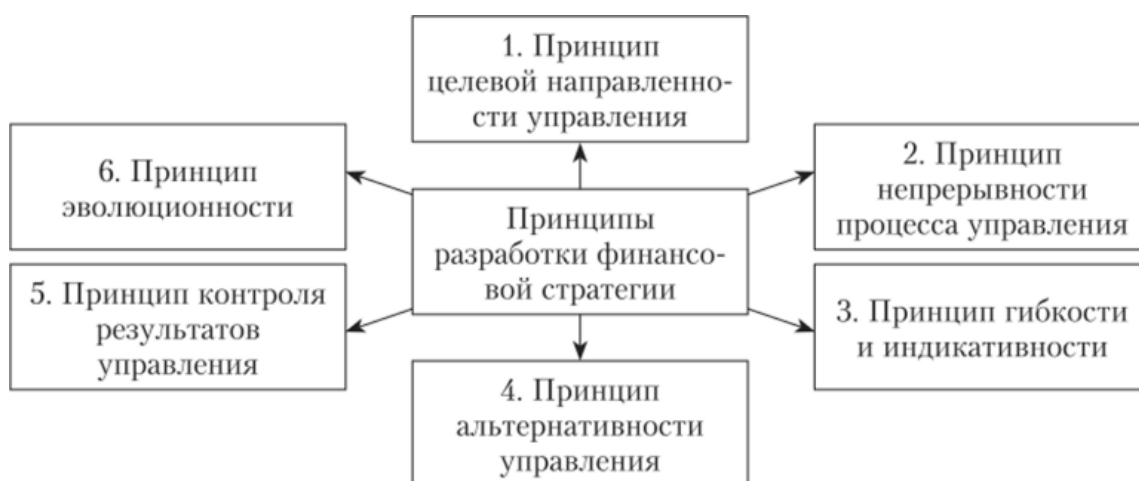 1. Принцип
целевой направленно-
сти управления
6. Принцип
эволюционности
Принципы
разработки финансо-
вой стратегии
2. Принцип
непрерывности
процесса управления
5. Принцип контроля
результатов
управления
3. Принцип гибкости
и индикативности
4. Принцип
альтернативности
управления